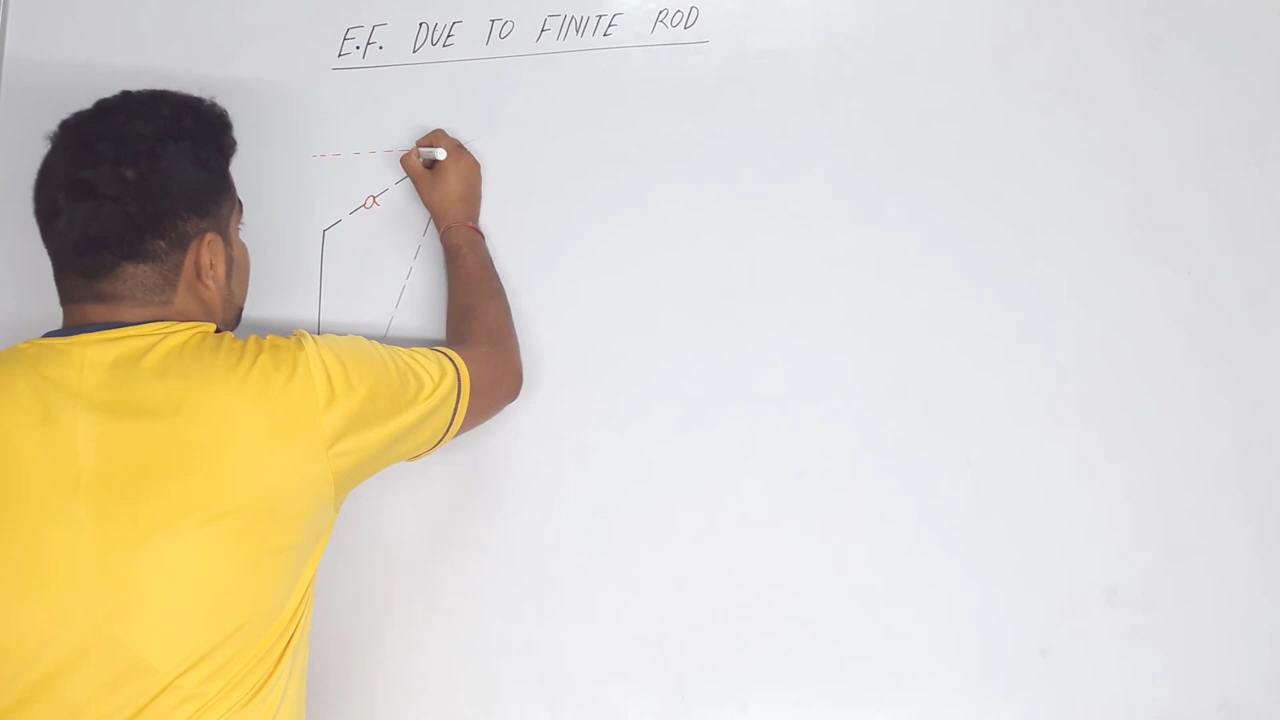 E.F. DUE TO FINITE ROD
α